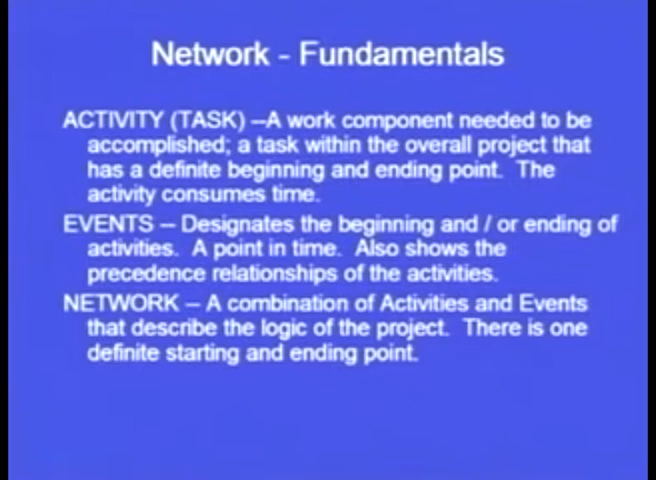 Network - Fundamentals
ACTIVITY (TASK) –A work component needed to be
accomplished; a task within the overall project that
has a definite beginning and ending point. The
activity consumes time.
EVENTS – Designates the beginning and / or ending of
activities. A point in time. Also shows the
precedence relationships of the activities.
NETWORK – A combination of Activities and Events
that describe the logic of the project. There is one
definite starting and ending point.